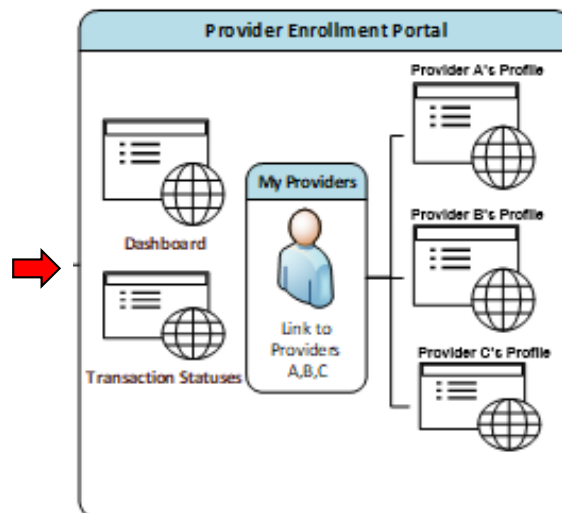 Provider Enrollment Portal
Provider A's Profile
My Providers
Dashboard
Provider B's Profile
Link to
Providers
A,B,C
Transaction Statuses
Provider C's Profile